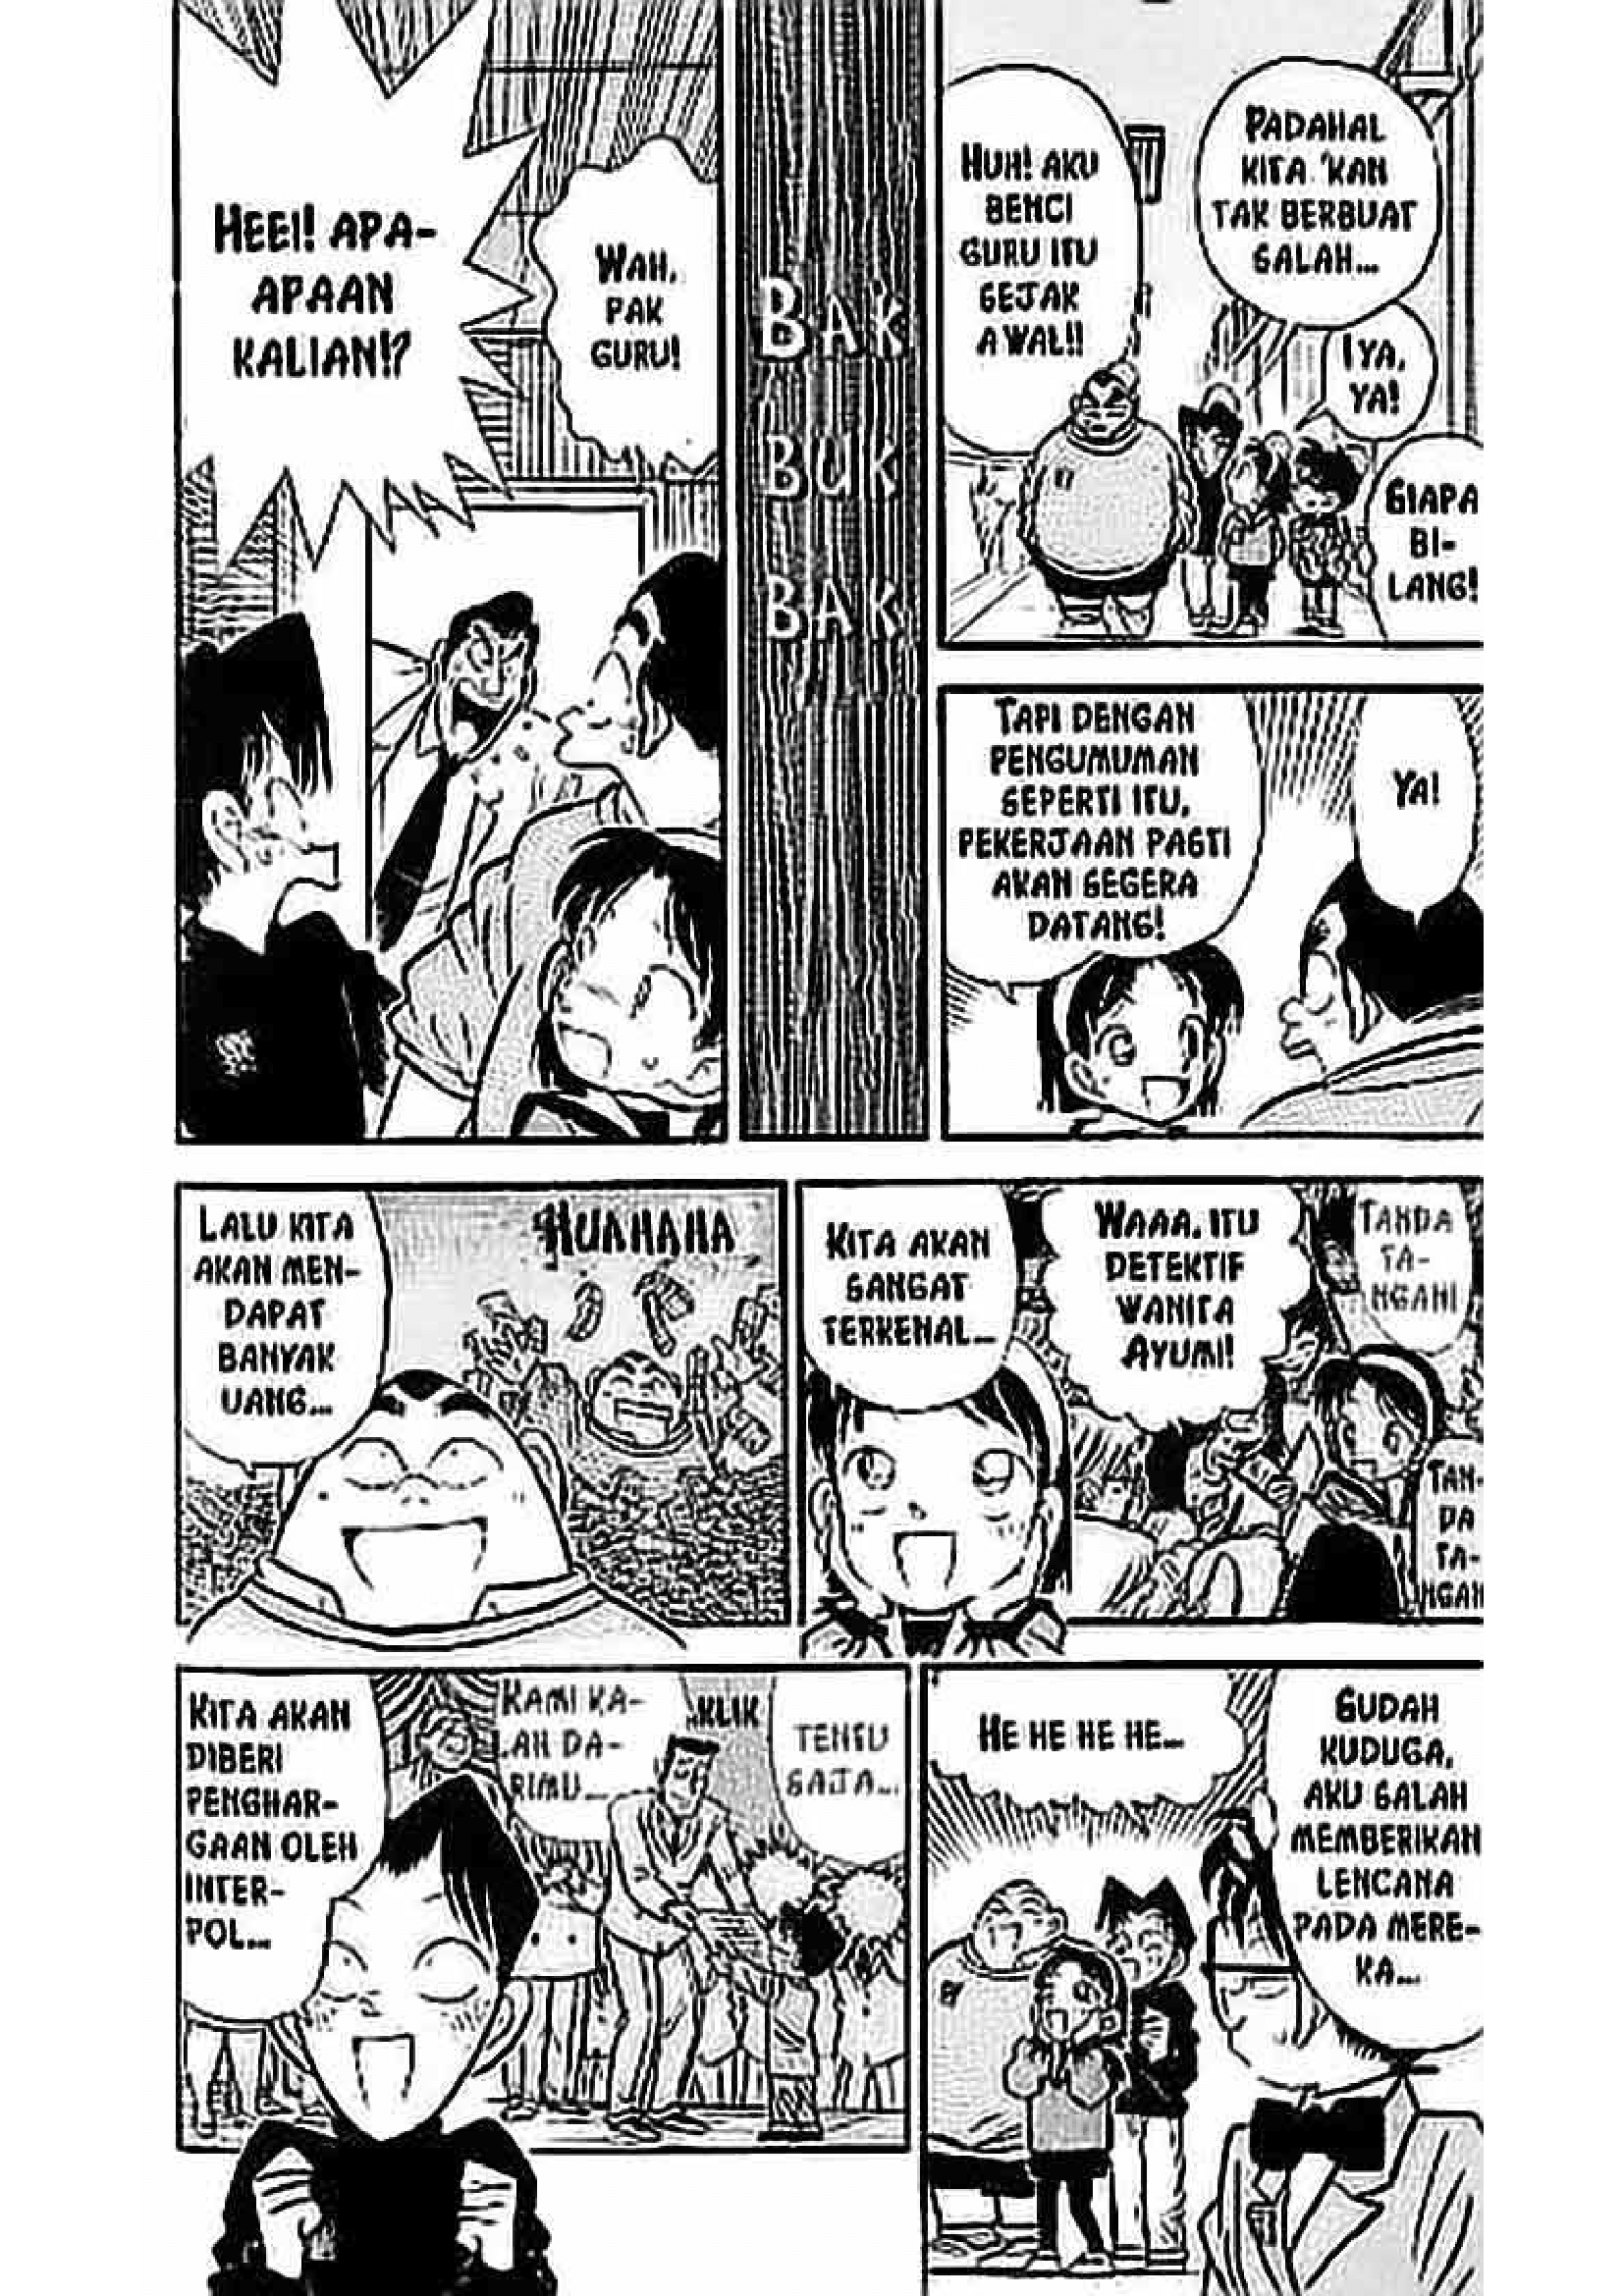 PADAHAL
KITA 'KAN
TAK BERBUAT
SALAH...
HUH! AKU
BENCI
GURU ITU
SEJAK
AWAL!!
IYA,
YA!
SIAPA
BI-
LANG!
TAPI DENGAN
PENGUMUMAN
SEPERTI ITU,
PEKERJAAN PASTI
AKAN SEGERA
DATANG!
YA!
BAK
BUK
BAK
WAH,
PAK
GURU!
HEEI! APA-
APAAN
KALIAN!?
TANDA
TA-
NGAN!
WAAA, ITU
DETEKTIF
WANITA
AYUMI!
TAN-
DA
TA-
NGAN
KITA AKAN
SANGAT
TERKENAL...
HUAHAHA
LALU KITA
AKAN MEN-
DAPAT
BANYAK
UANG...
SUDAH
KUDUGA,
AKU SALAH
MEMBERIKAN
LENCANA
PADA MERE-
KA...
HE HE HE HE...
TENTU
SAJA...
KLIK
KAMI KA-
LAH DA-
RIMU...
KITA AKAN
DIBERI
PENGHAR-
GAAN OLEH
INTER-
POL...